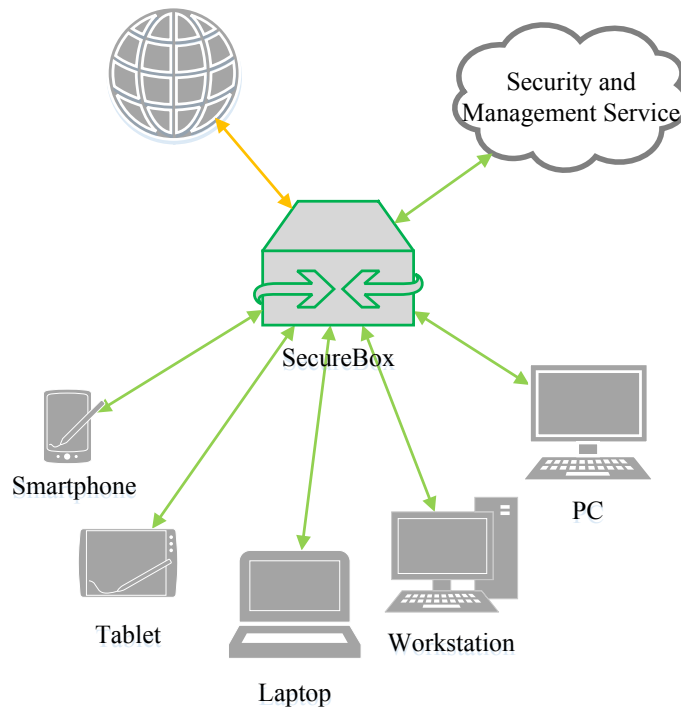 Security and
Management Service
SecureBox
Smartphone
PC
Tablet
Workstation
Laptop